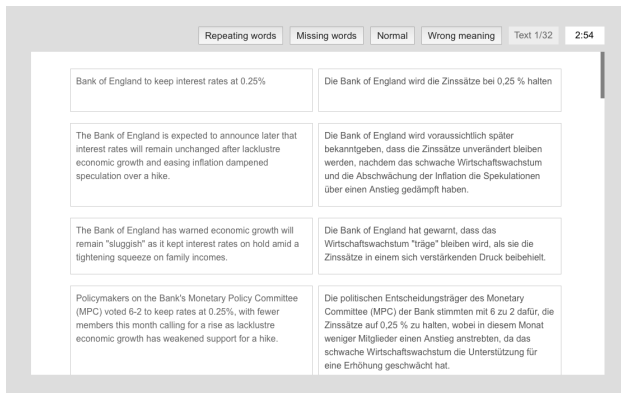 Repeating words
Missing words
Normal
Wrong meaning
Text 1/32
2:54
Bank of England to keep interest rates at 0.25%
Die Bank of England wird die Zinssätze bei 0,25 % halten
The Bank of England is expected to announce later that
interest rates will remain unchanged after lacklustre
economic growth and easing inflation dampened
speculation over a hike.
Die Bank of England wird voraussichtlich später
bekanntgeben, dass die Zinssätze unverändert bleiben
werden, nachdem das schwache Wirtschaftswachstum
und die Abschwächung der Inflation die Spekulationen
über einen Anstieg gedämpft haben.
The Bank of England has warned economic growth will
remain "sluggish" as it kept interest rates on hold amid a
tightening squeeze on family incomes.
Die Bank of England hat gewarnt, dass das
Wirtschaftswachstum "träge" bleiben wird, als sie die
Zinssätze in einem sich verstärkenden Druck beibehielt.
Policymakers on the Bank's Monetary Policy Committee
(MPC) voted 6-2 to keep rates at 0.25%, with fewer
members this month calling for a rise as lacklustre
economic growth has weakened support for a hike.
Die politischen Entscheidungsträger des Monetary
Committee (MPC) der Bank stimmten mit 6 zu 2 dafür, die
Zinssätze auf 0,25 % zu halten, wobei in diesem Monat
weniger Mitglieder einen Anstieg anstrebten, da das
schwache Wirtschaftswachstum die Unterstützung für
eine Erhöhung geschwächt hat.